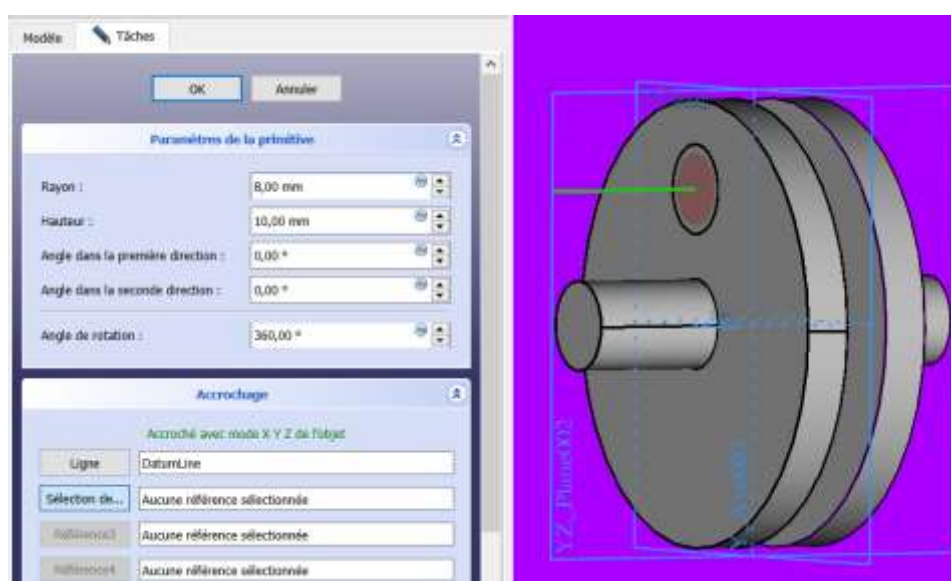 Modèle Tâches
OK Annuler
Paramètres de la primitive
Rayon : 8,00 mm
Hauteur : 10,00 mm
Angle dans la première direction : 0,00 °
Angle dans la seconde direction : 0,00 °
Angle de rotation : 360,00 °
Accrochage
Accroché avec mode X Y Z de l'objet
Ligne DatumLine
Sélection de... Aucune référence sélectionnée
Référence3 Aucune référence sélectionnée
Référence4 Aucune référence sélectionnée
YZ_Plane002